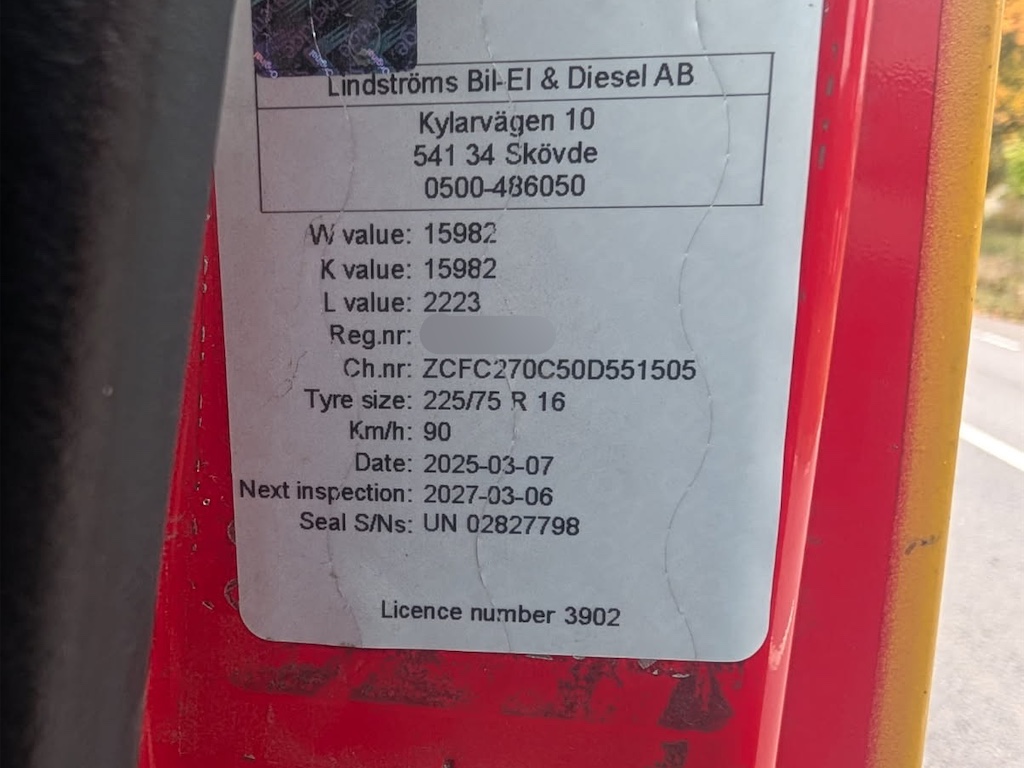 Lindströms Bil-El & Diesel AB
Kylarvägen 10
541 34 Skövde
0500-486050
W value: 15982
K value: 15982
L value: 2223
Reg.nr:
Ch.nr: ZCFC270C50D551505
Tyre size: 225/75 R 16
Km/h: 90
Date: 2025-03-07
Next inspection: 2027-03-06
Seal S/Ns: UN 02827798
Licence number 3902